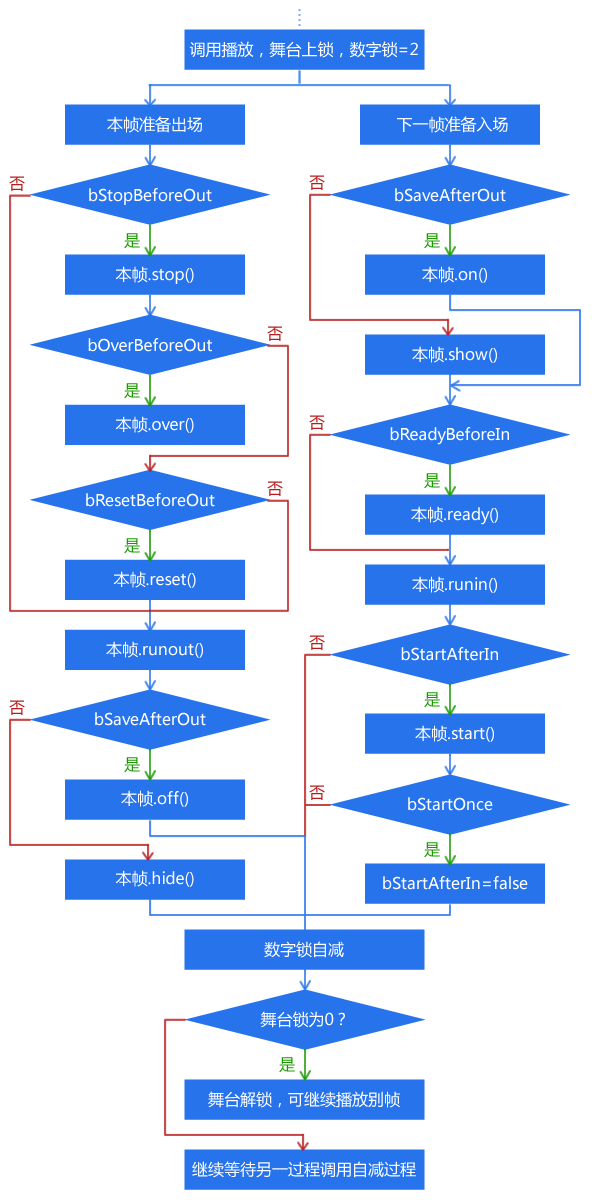 调用播放，舞台上锁，数字锁=2
本帧准备出场
否
bStopBeforeOut
是
本帧.stop()
bOverBeforeOut
否
是
本帧.over()
bResetBeforeOut
否
是
本帧.reset()
本帧.runout()
否
bSaveAfterOut
是
本帧.off()
本帧.hide()
下一帧准备入场
否
bSaveAfterOut
是
本帧.on()
本帧.show()
否
bReadyBeforeIn
是
本帧.ready()
本帧.runin()
否
bStartAfterIn
是
本帧.start()
否
bStartOnce
是
bStartAfterIn=false
数字锁自减
舞台锁为0？
是
舞台解锁，可继续播放别帧
继续等待另一过程调用自减过程